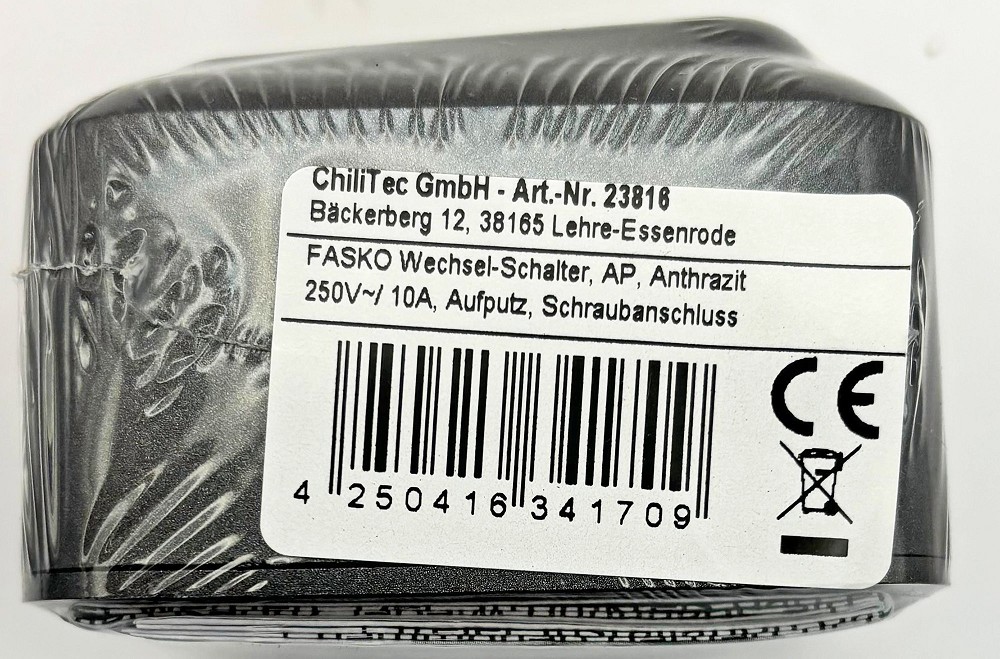 ChiliTec GmbH - Art.-Nr. 23816
Bäckerberg 12, 38165 Lehre-Essenrode
FASKO Wechsel-Schalter, AP, Anthrazit
250V~/ 10A, Aufputz, Schraubanschluss
CE
4 250416 341709